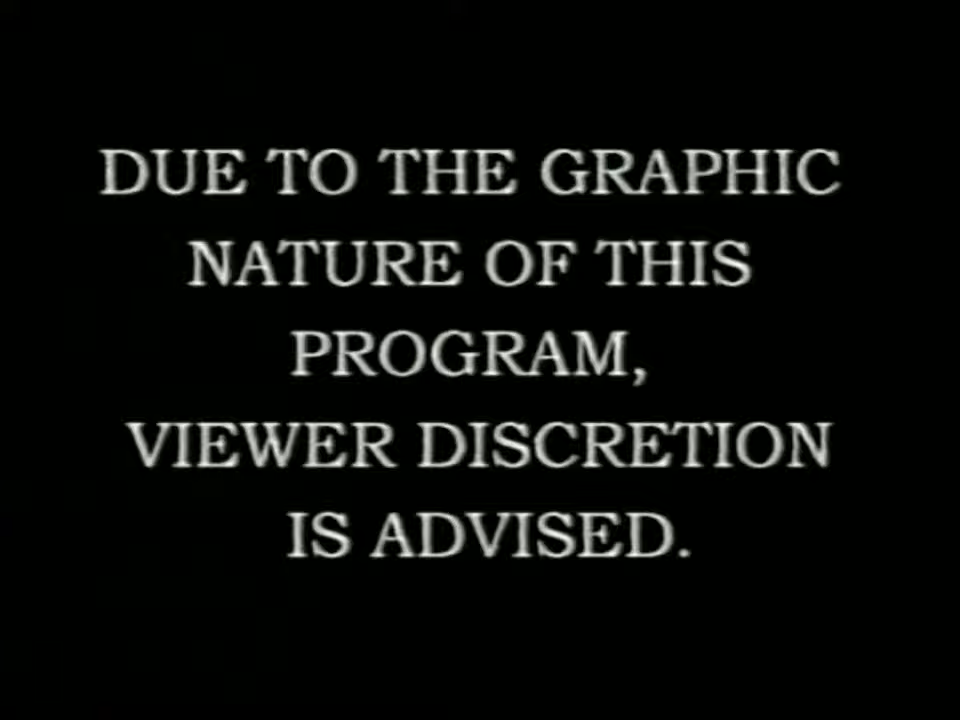 DUE TO THE GRAPHIC
NATURE OF THIS
PROGRAM,
VIEWER DISCRETION
IS ADVISED.